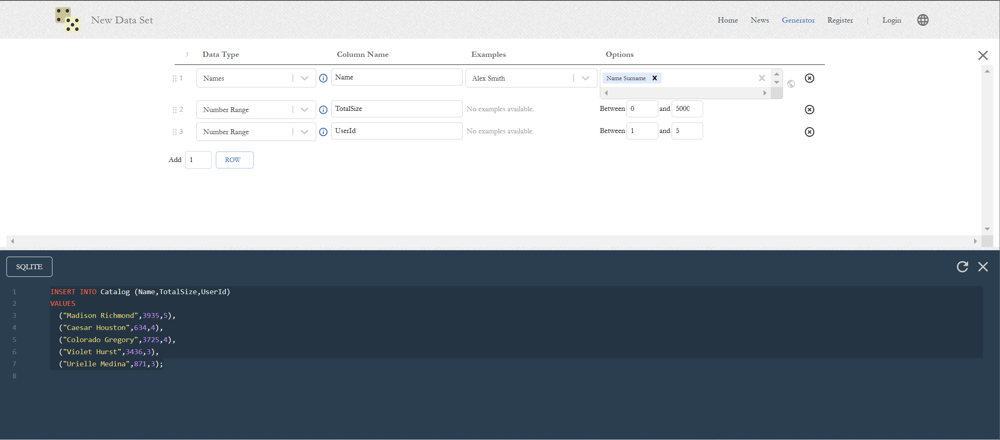 New Data Set
Home News Generator Register | Login
3 Data Type Column Name Examples Options
1 Names Name Alex Smith Name Surname
2 Number Range TotalSize No examples available. Between 0 and 5000
3 Number Range UserId No examples available. Between 1 and 5
Add 1 ROW
SQLITE
1 INSERT INTO Catalog (Name,TotalSize,UserId)
2 VALUES
3 ("Madison Richmond",3935,5),
4 ("Caesar Houston",634,4),
5 ("Colorado Gregory",3725,4),
6 ("Violet Hurst",3436,3),
7 ("Urielle Medina",871,3);
8